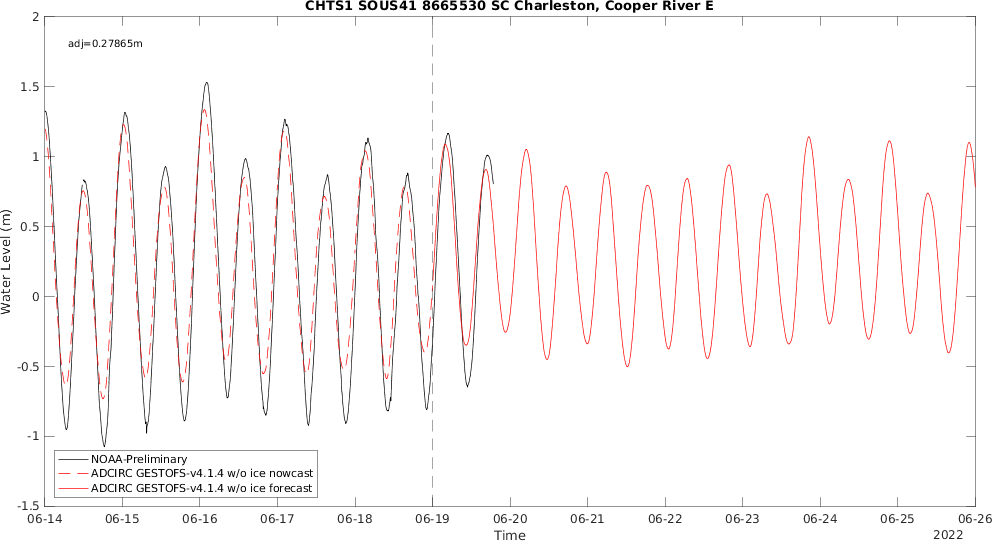 CHTS1 SOUS41 8665530 SC Charleston, Cooper River E
adj=0.27865m
2
1.5
1
0.5
0
-0.5
-1
-1.5
Water Level (m)
NOAA-Preliminary
ADCIRC GESTOFS-v4.1.4 w/o ice nowcast
ADCIRC GESTOFS-v4.1.4 w/o ice forecast
06-14 06-15 06-16 06-17 06-18 06-19 06-20 06-21 06-22 06-23 06-24 06-25 06-26
Time
2022